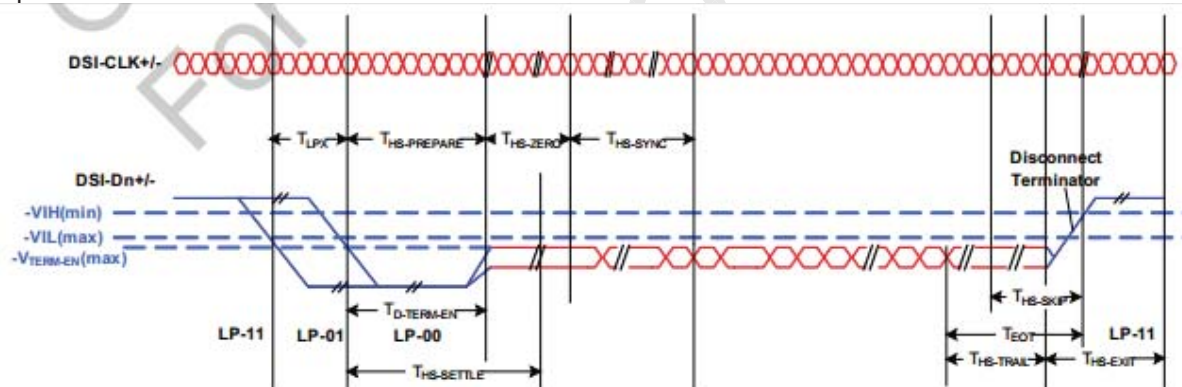 For
DSI-CLK+/-
TLPX
THS-PREPARE
THS-ZERO
THS-SYNC
DSI-Dn+/-
Disconnect
Terminator
-VIH(min)
-VIL(max)
-VTERM-EN(max)
THS-SKIP
TD-TERM-EN
LP-11
LP-01
LP-00
TEOT
LP-11
THS-SETTLE
THS-TRAIL
THS-EXIT